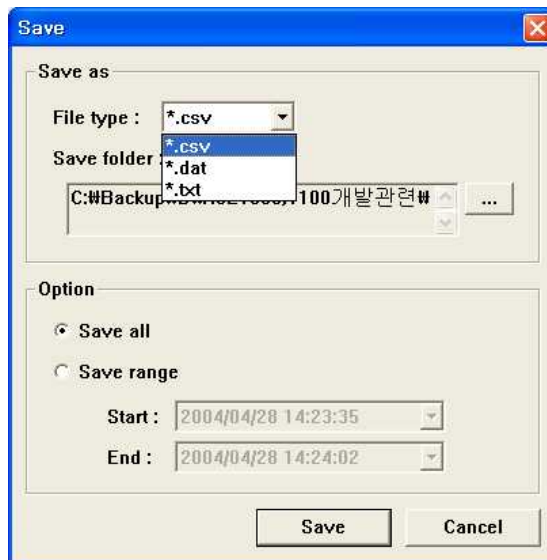 Save
Save as
File type : *.csv
*.csv
Save folder :
*.dat
*.txt
C:₩Backup 100개발관련₩
...
Option
Save all
Save range
Start : 2004/04/28 14:23:35
End : 2004/04/28 14:24:02
Save Cancel